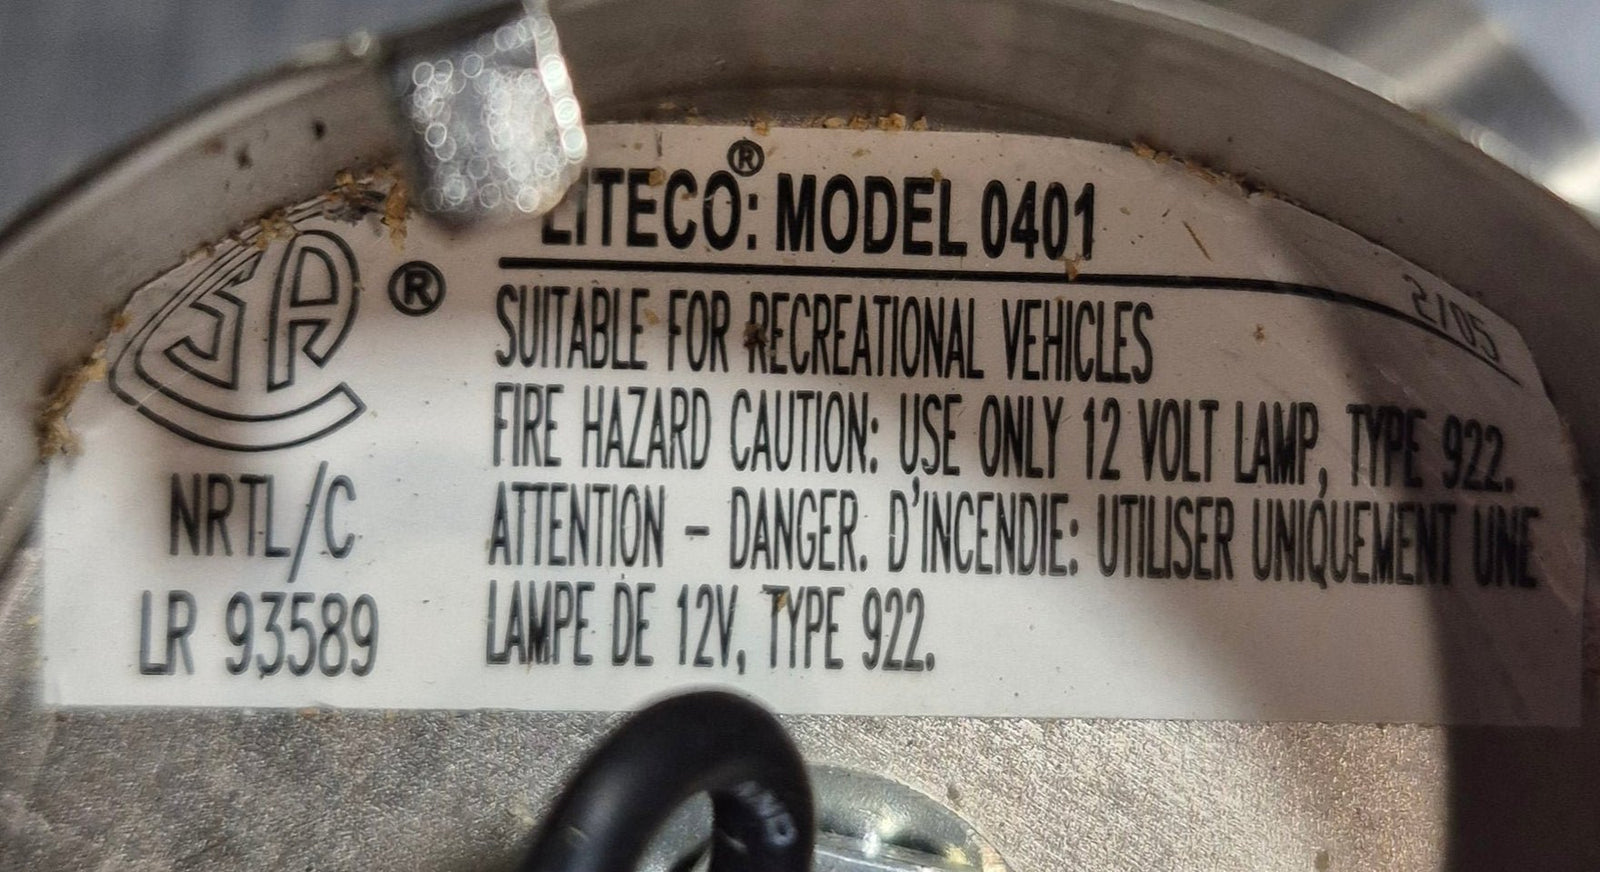 LITECO®: MODEL 0401
2/05
SA ®
SUITABLE FOR RECREATIONAL VEHICLES
FIRE HAZARD CAUTION: USE ONLY 12 VOLT LAMP, TYPE 922.
ATTENTION - DANGER. D'INCENDIE: UTILISER UNIQUEMENT UNE
LAMPE DE 12V, TYPE 922.
NRTL/C
LR 93589